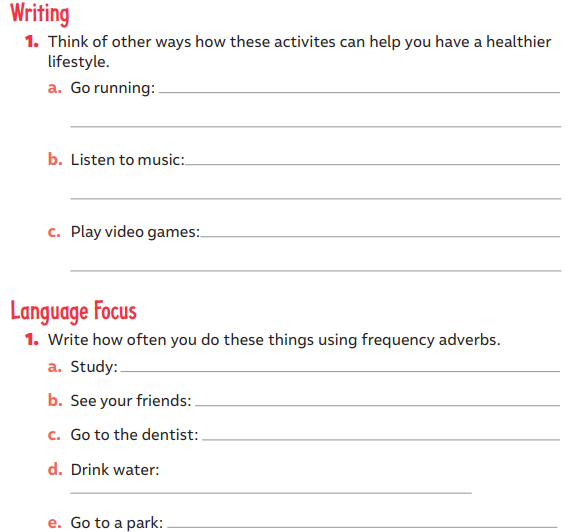 Writing
1. Think of other ways how these activites can help you have a healthier
lifestyle.
a. Go running:
b. Listen to music:
c. Play video games:
Language Focus
1. Write how often you do these things using frequency adverbs.
a. Study:
b. See your friends:
c. Go to the dentist:
d. Drink water:
e. Go to a park: